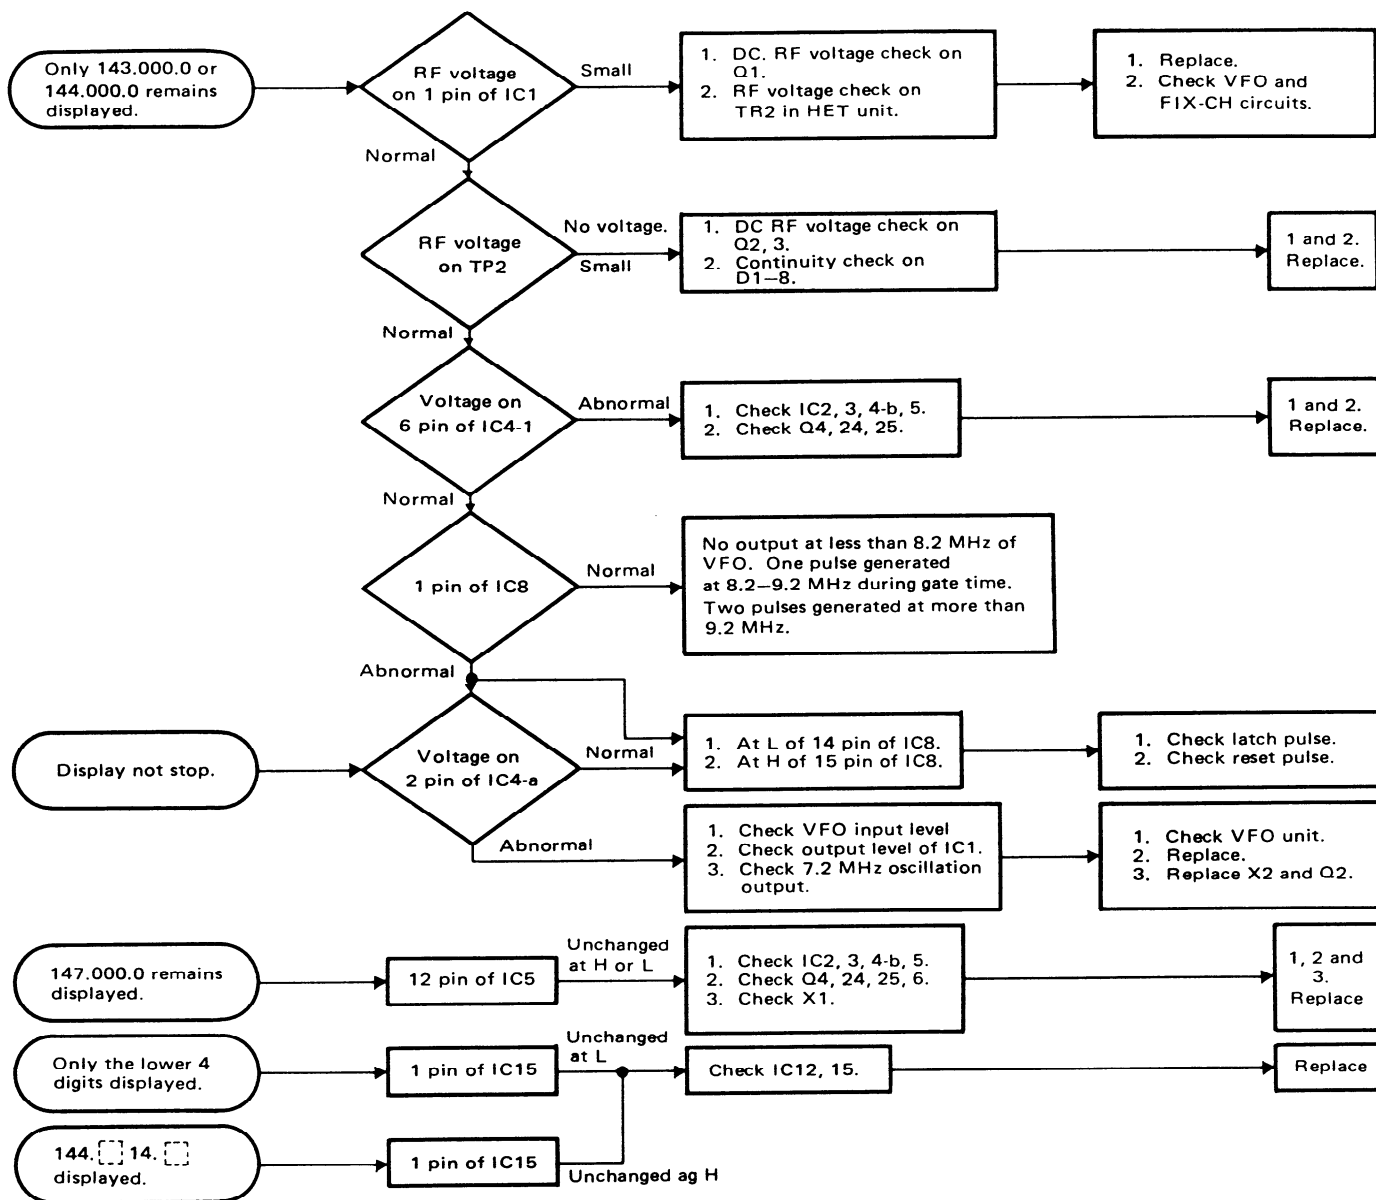 Only 143.000.0 or
144.000.0 remains
displayed.
RF voltage
on 1 pin of IC1
Small
1. DC. RF voltage check on
Q1.
2. RF voltage check on
TR2 in HET unit.
1. Replace.
2. Check VFO and
FIX-CH circuits.
Normal
RF voltage
on TP2
No voltage.
Small
1. DC RF voltage check on
Q2, 3.
2. Continuity check on
D1–8.
1 and 2.
Replace.
Normal
Voltage on
6 pin of IC4-1
Abnormal
1. Check IC2, 3, 4-b, 5.
2. Check Q4, 24, 25.
1 and 2.
Replace.
Normal
1 pin of IC8
Normal
No output at less than 8.2 MHz of
VFO. One pulse generated
at 8.2–9.2 MHz during gate time.
Two pulses generated at more than
9.2 MHz.
Abnormal
Display not stop.
Voltage on
2 pin of IC4-a
Normal
1. At L of 14 pin of IC8.
2. At H of 15 pin of IC8.
1. Check latch pulse.
2. Check reset pulse.
Abnormal
1. Check VFO input level
2. Check output level of IC1.
3. Check 7.2 MHz oscillation
output.
1. Check VFO unit.
2. Replace.
3. Replace X2 and Q2.
147.000.0 remains
displayed.
12 pin of IC5
Unchanged
at H or L
1. Check IC2, 3, 4-b, 5.
2. Check Q4, 24, 25, 6.
3. Check X1.
1, 2 and
3.
Replace
Only the lower 4
digits displayed.
1 pin of IC15
Unchanged
at L
Check IC12, 15.
Replace
144. 14.
displayed.
1 pin of IC15
Unchanged ag H